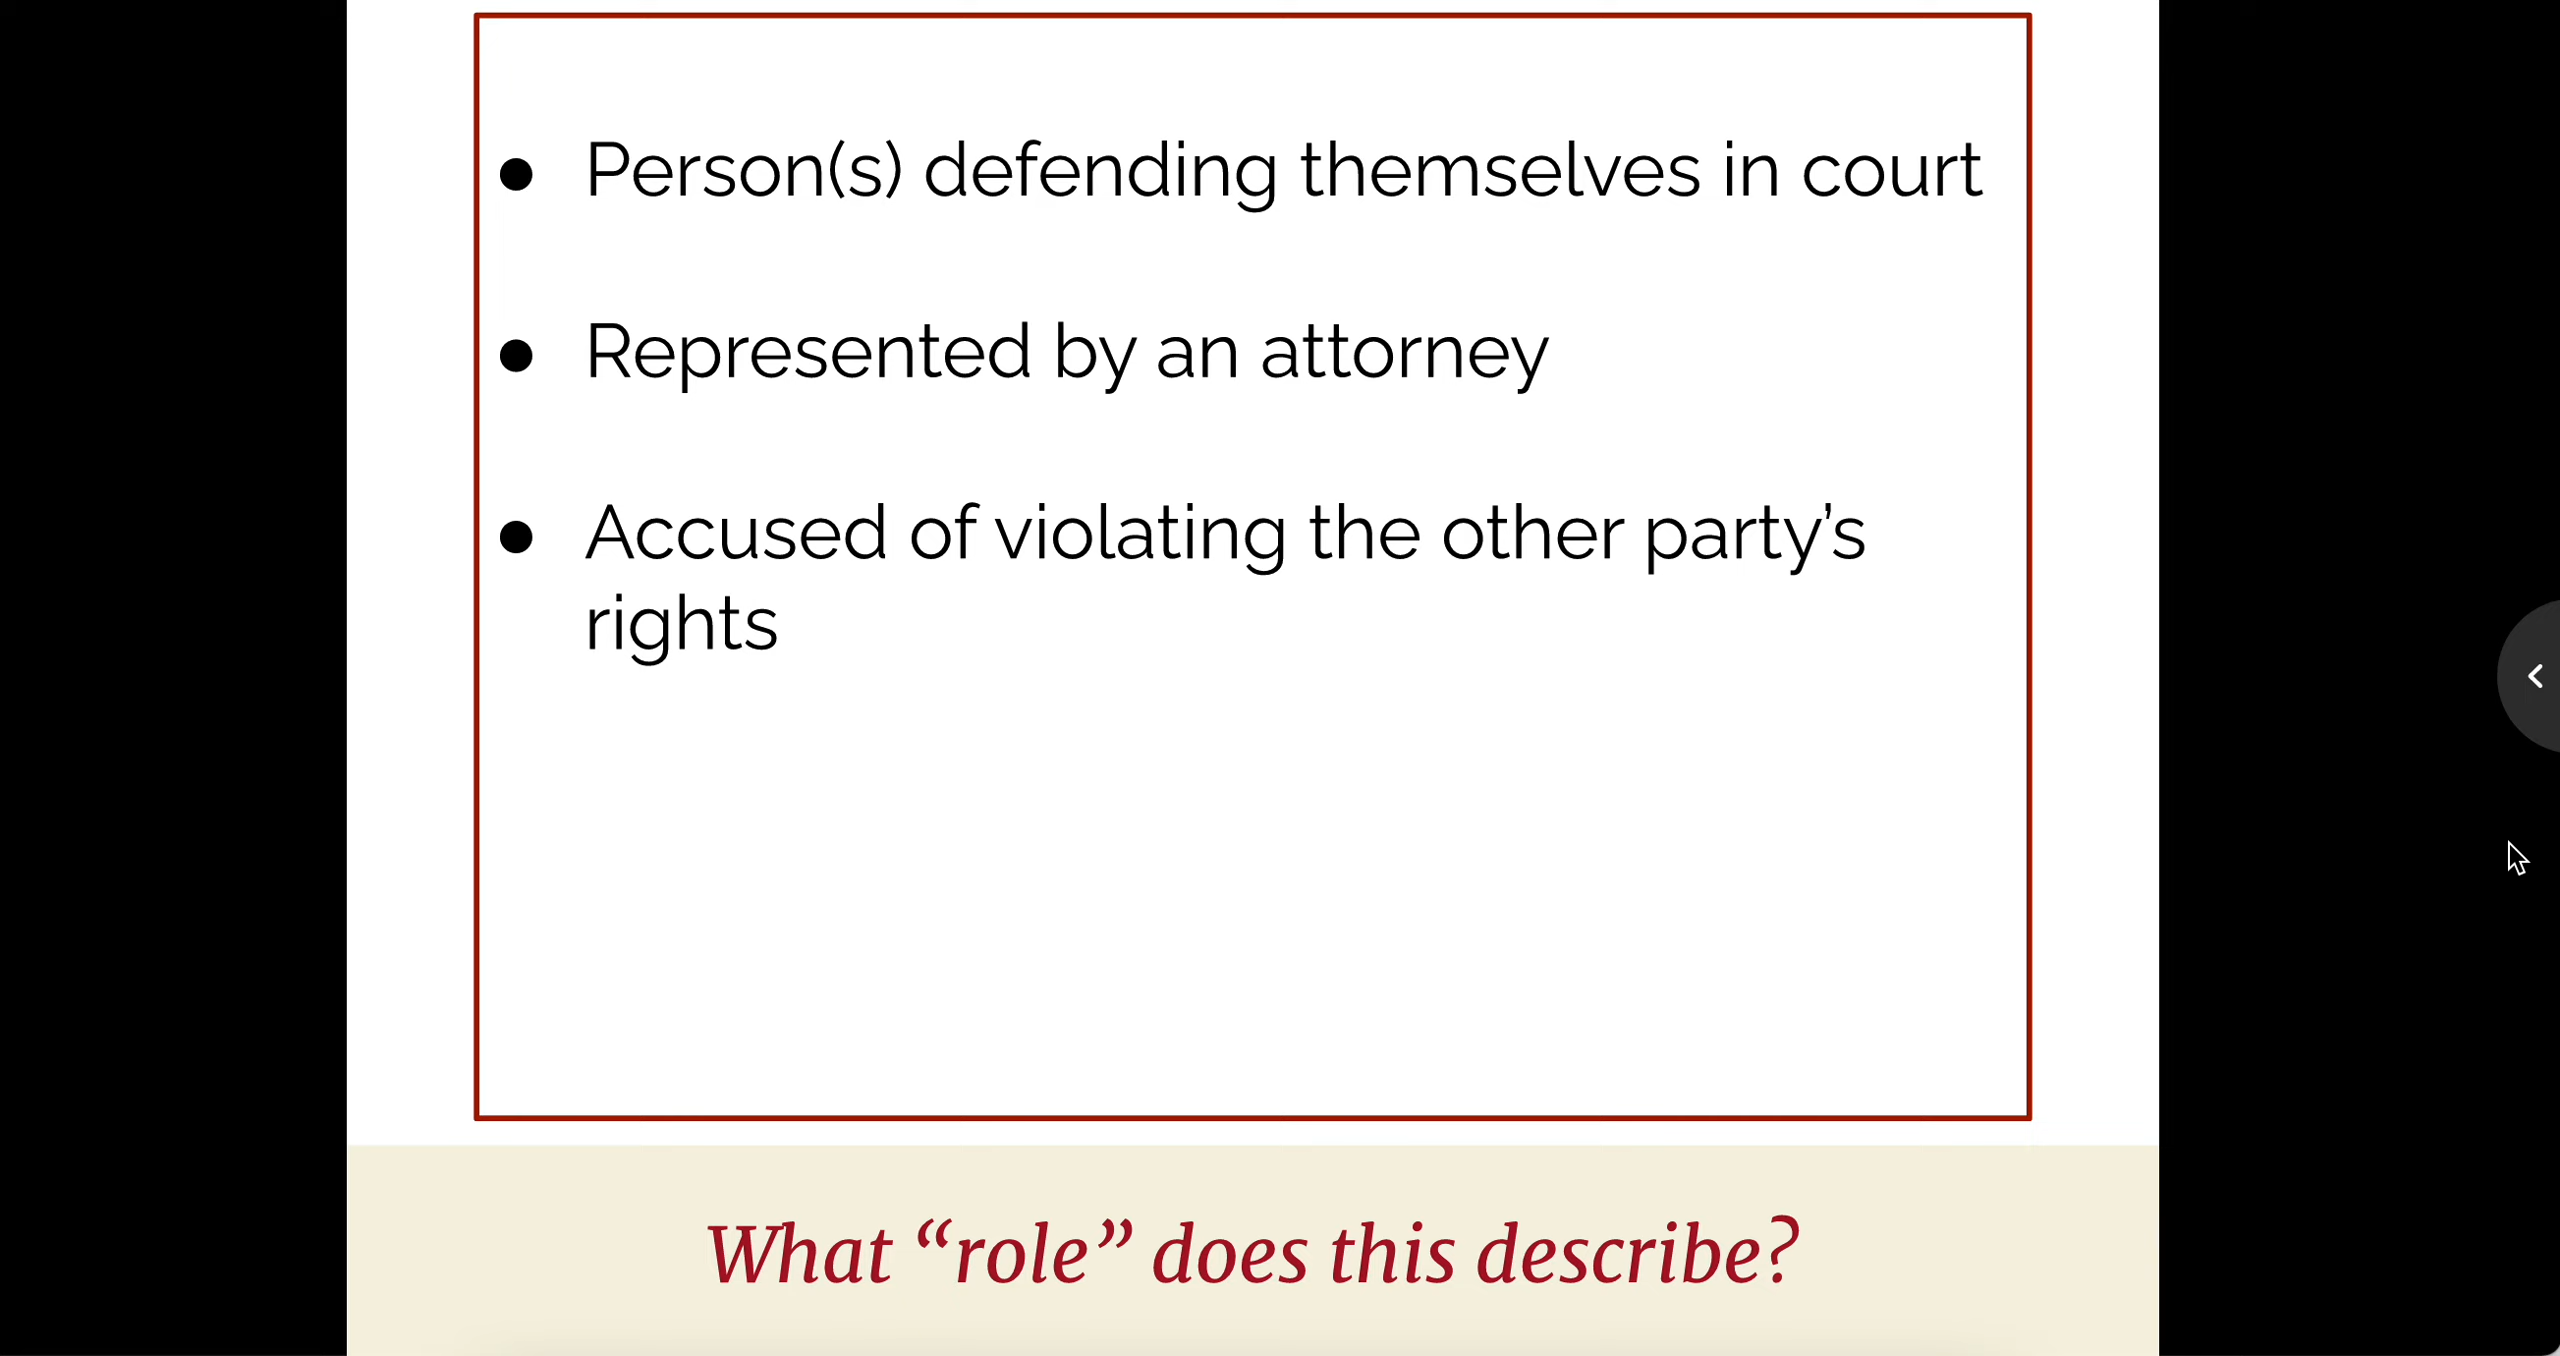 ● Person(s) defending themselves in court
● Represented by an attorney
● Accused of violating the other party’s
rights
What “role” does this describe?